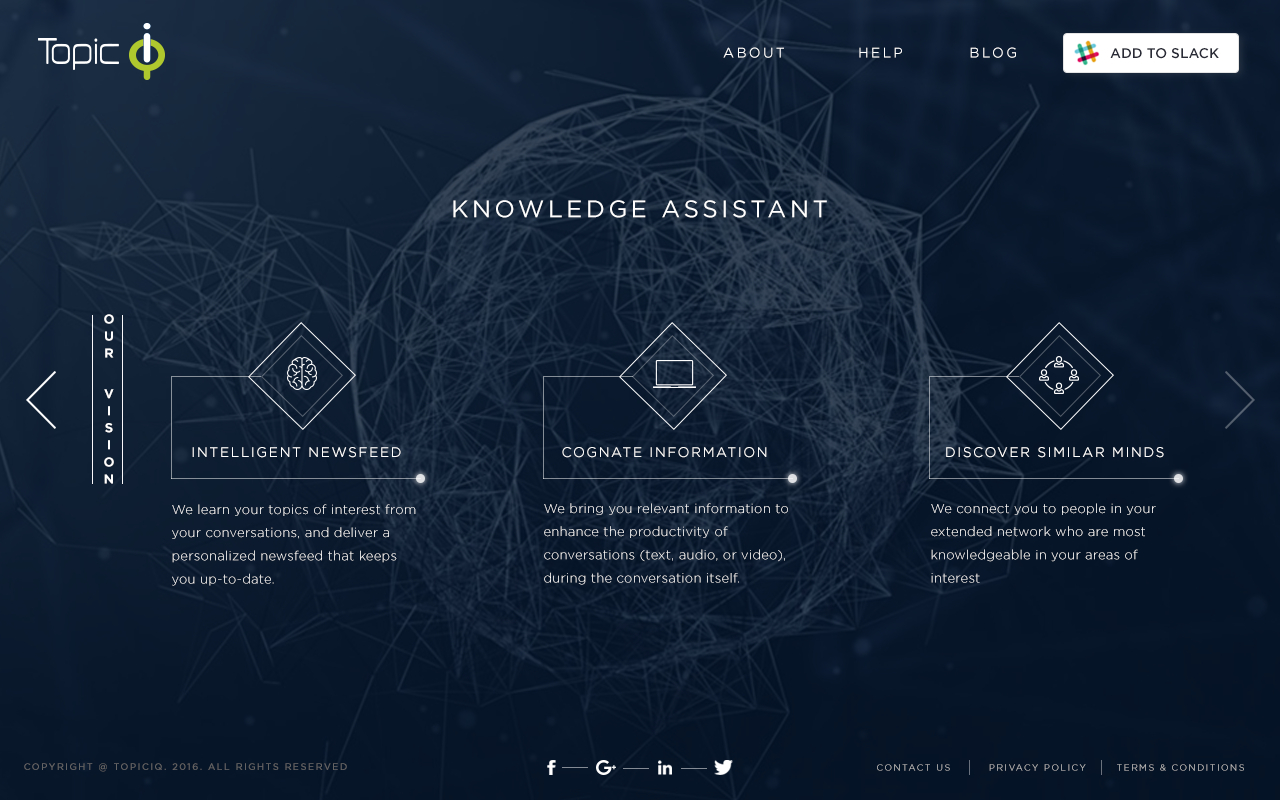 Topic iQ
ABOUT
HELP
BLOG
ADD TO SLACK
KNOWLEDGE ASSISTANT
OUR VISION
INTELLIGENT NEWSFEED
We learn your topics of interest from
your conversations, and deliver a
personalized newsfeed that keeps
you up-to-date.
COGNATE INFORMATION
We bring you relevant information to
enhance the productivity of
conversations (text, audio, or video),
during the conversation itself.
DISCOVER SIMILAR MINDS
We connect you to people in your
extended network who are most
knowledgeable in your areas of
interest
COPYRIGHT @ TOPICIQ. 2016. ALL RIGHTS RESERVED
f
G+
in
CONTACT US
PRIVACY POLICY
TERMS & CONDITIONS